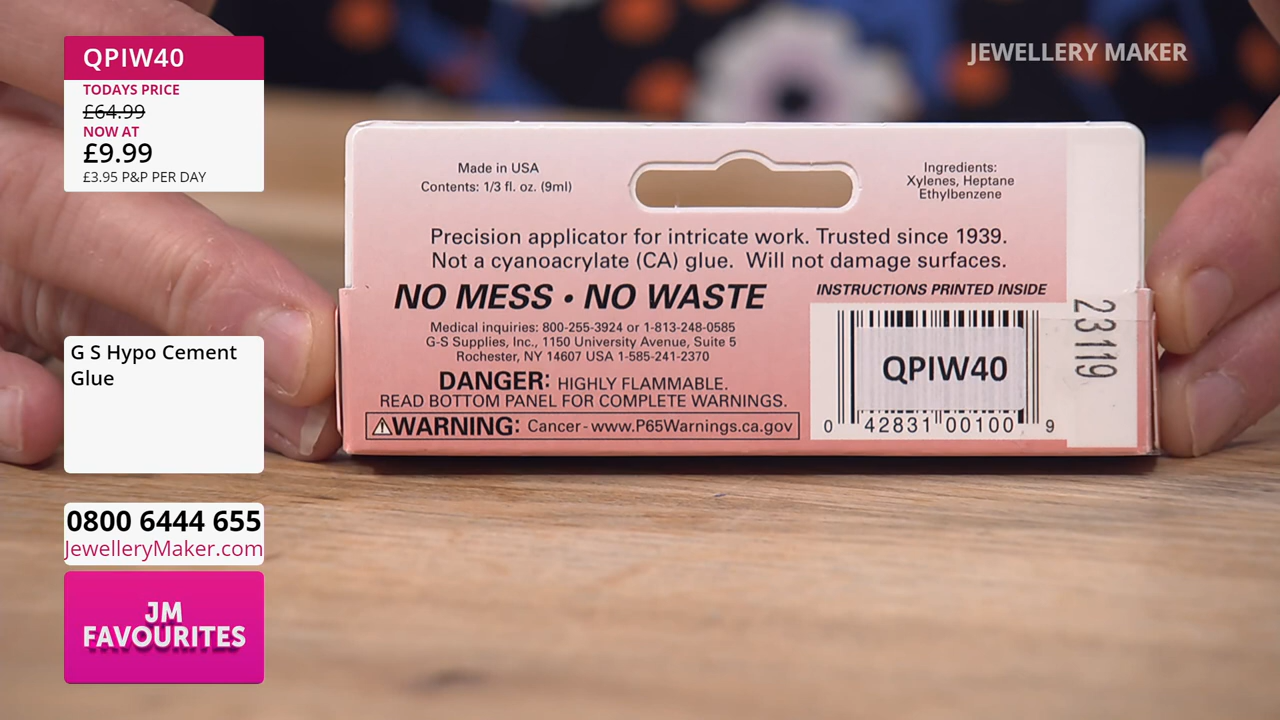 QPIW40
TODAYS PRICE
£64.99
NOW AT
£9.99
£3.95 P&P PER DAY
JEWELLERY MAKER
Made in USA
Contents: 1/3 fl. oz. (9ml)
Ingredients:
Xylenes, Heptane
Ethylbenzene
Precision applicator for intricate work. Trusted since 1939.
Not a cyanoacrylate (CA) glue. Will not damage surfaces.
NO MESS • NO WASTE
INSTRUCTIONS PRINTED INSIDE
Medical inquiries: 800-255-3924 or 1-813-248-0585
G-S Supplies, Inc., 1150 University Avenue, Suite 5
Rochester, NY 14607 USA 1-585-241-2370
DANGER: HIGHLY FLAMMABLE.
READ BOTTOM PANEL FOR COMPLETE WARNINGS.
⚠WARNING: Cancer - www.P65Warnings.ca.gov
QPIW40
0 42831 00100 9
23119
G S Hypo Cement
Glue
0800 6444 655
JewelleryMaker.com
JM
FAVOURITES